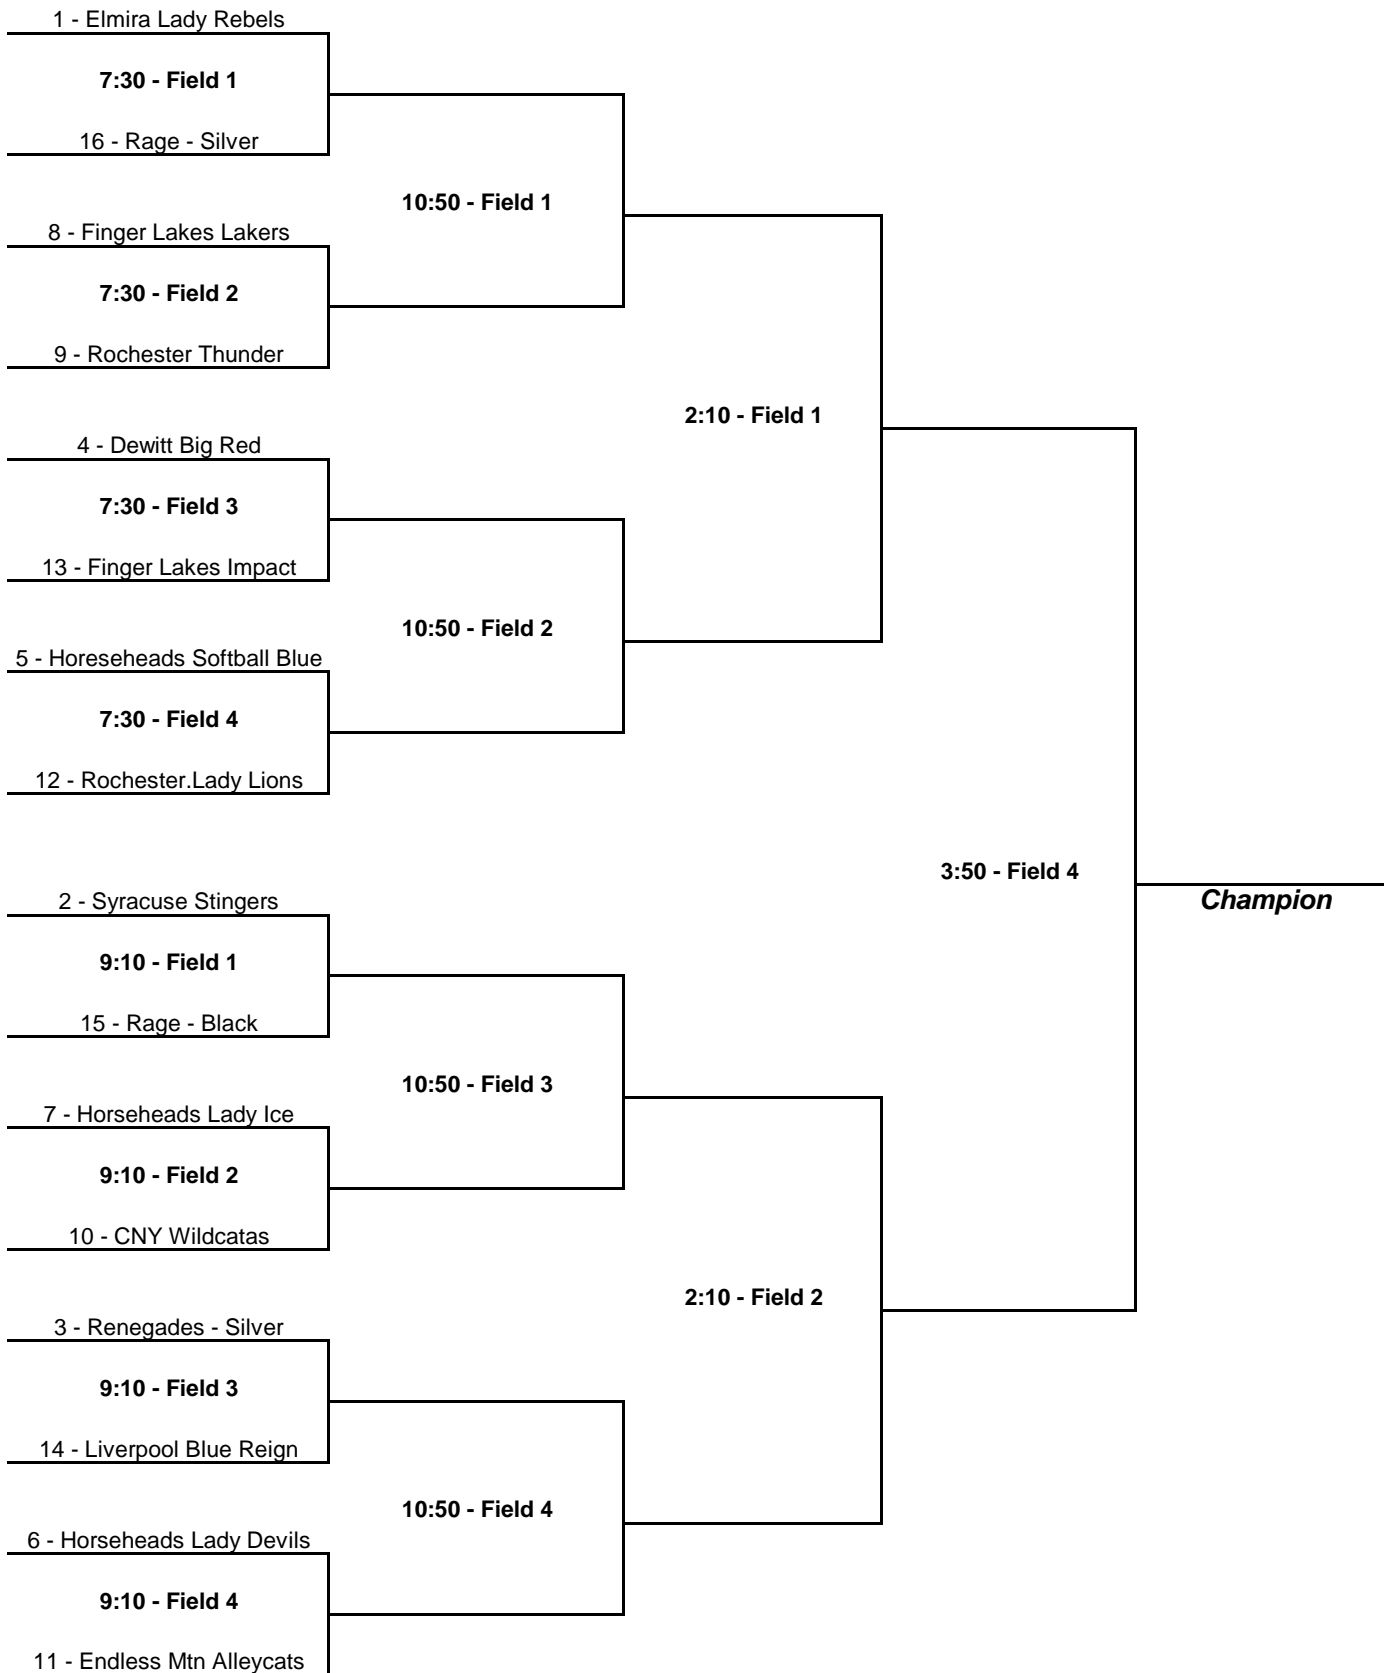 1 - Elmira Lady Rebels
7:30 - Field 1
16 - Rage - Silver
10:50 - Field 1
8 - Finger Lakes Lakers
7:30 - Field 2
9 - Rochester Thunder
2:10 - Field 1
4 - Dewitt Big Red
7:30 - Field 3
13 - Finger Lakes Impact
10:50 - Field 2
5 - Horeseheads Softball Blue
7:30 - Field 4
12 - Rochester.Lady Lions
3:50 - Field 4
Champion
2 - Syracuse Stingers
9:10 - Field 1
15 - Rage - Black
10:50 - Field 3
7 - Horseheads Lady Ice
9:10 - Field 2
10 - CNY Wildcatas
2:10 - Field 2
3 - Renegades - Silver
9:10 - Field 3
14 - Liverpool Blue Reign
10:50 - Field 4
6 - Horseheads Lady Devils
9:10 - Field 4
11 - Endless Mtn Alleycats